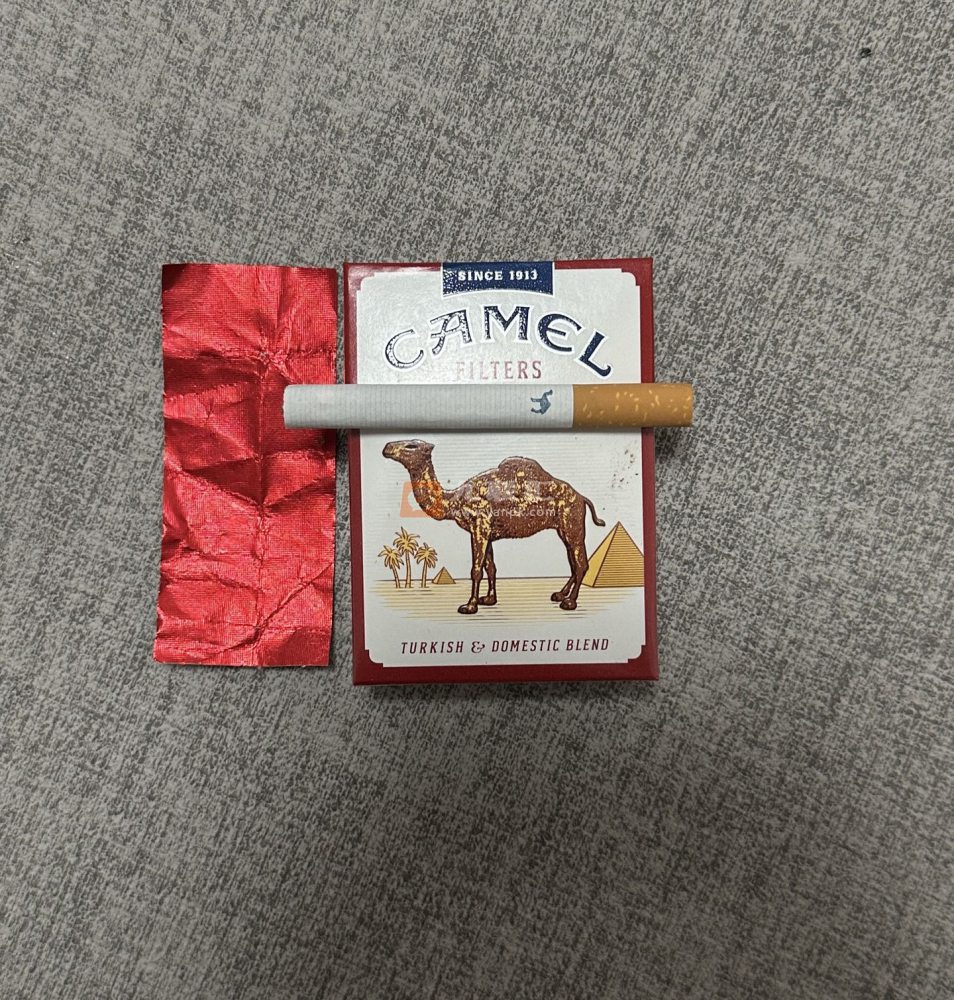 SINCE 1913
CAMEL
FILTERS
TURKISH & DOMESTIC BLEND